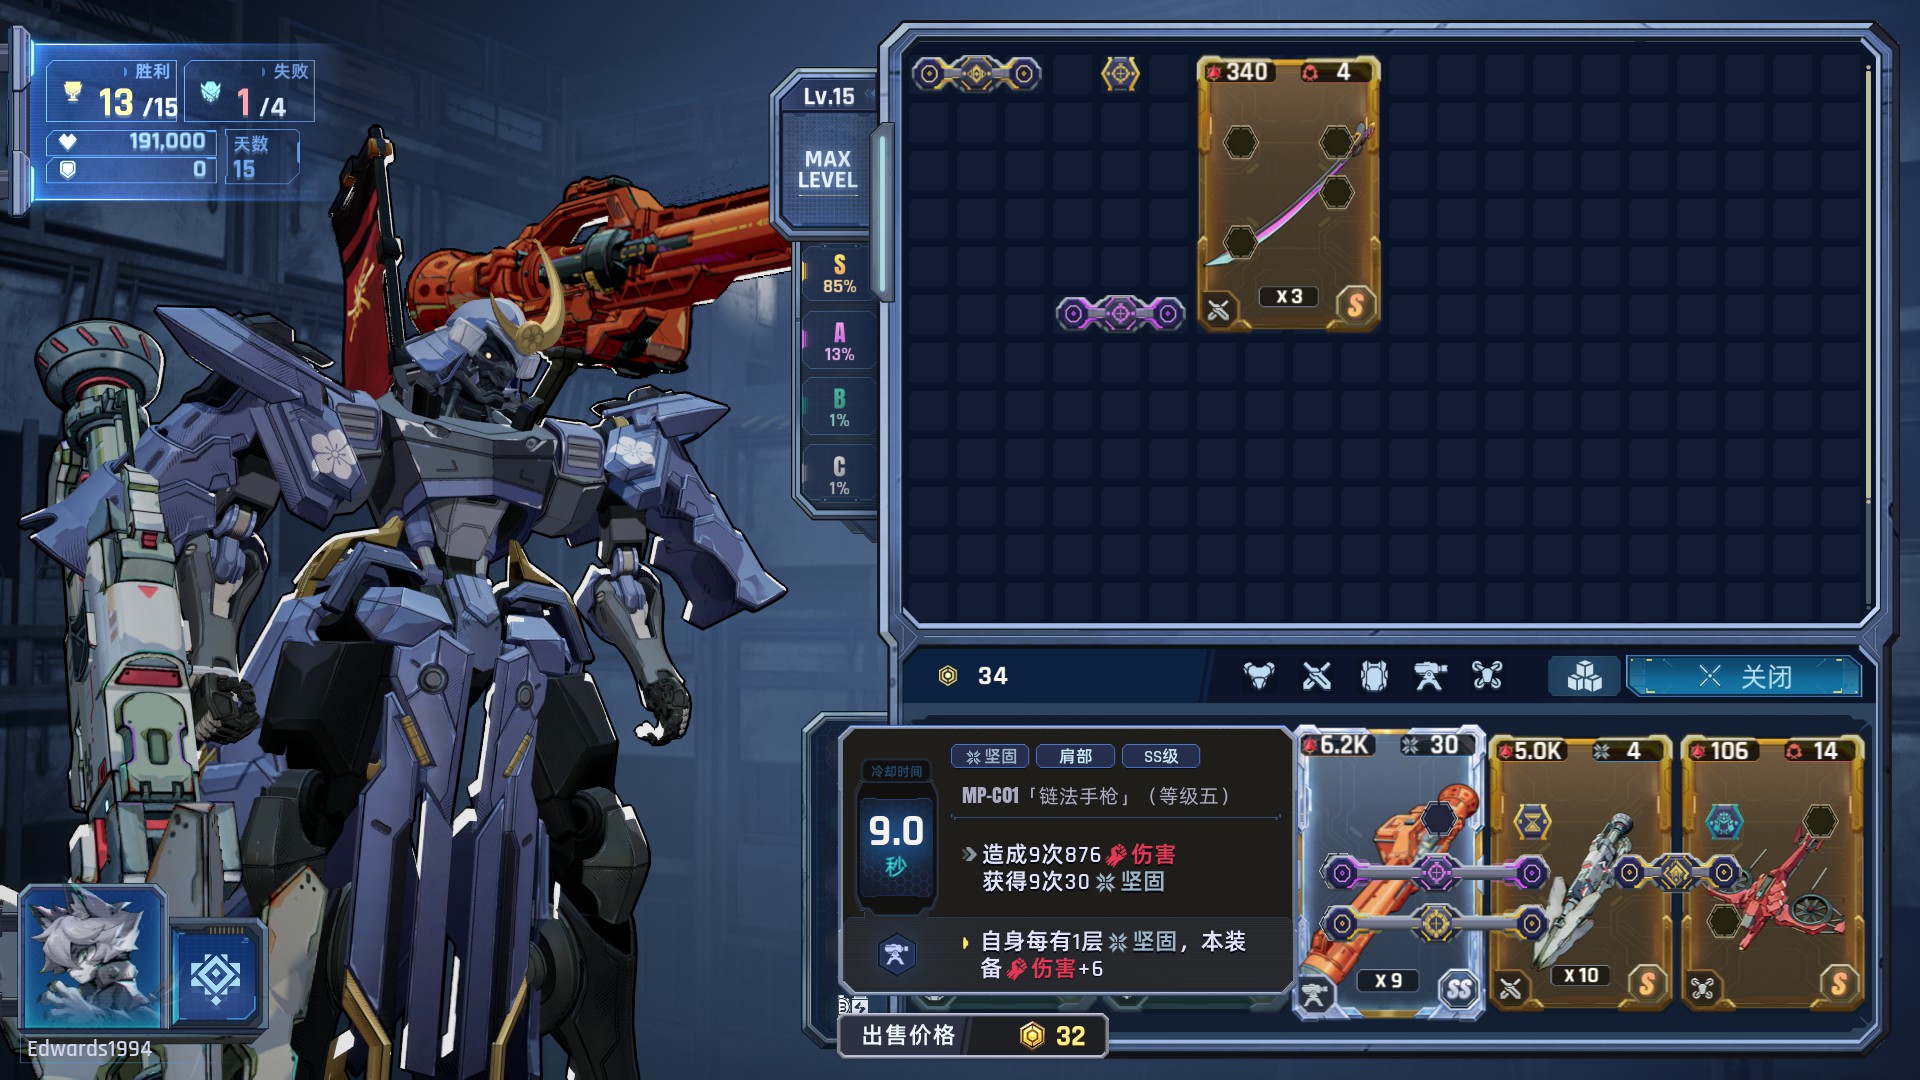 胜利
13 /15
失败
1 /4
191,000
0
天数
15
Lv.15
MAX
LEVEL
S
85%
A
13%
B
1%
C
1%
340
4
x 3
S
34
关闭
坚固
肩部
SS级
MP-C01「链法手枪」（等级五）
冷却时间
9.0
秒
造成9次876伤害
获得9次30坚固
自身每有1层坚固，本装
备伤害+6
出售价格
32
6.2K
30
x 9
SS
5.0K
4
x 10
S
106
14
S
Edwards1994